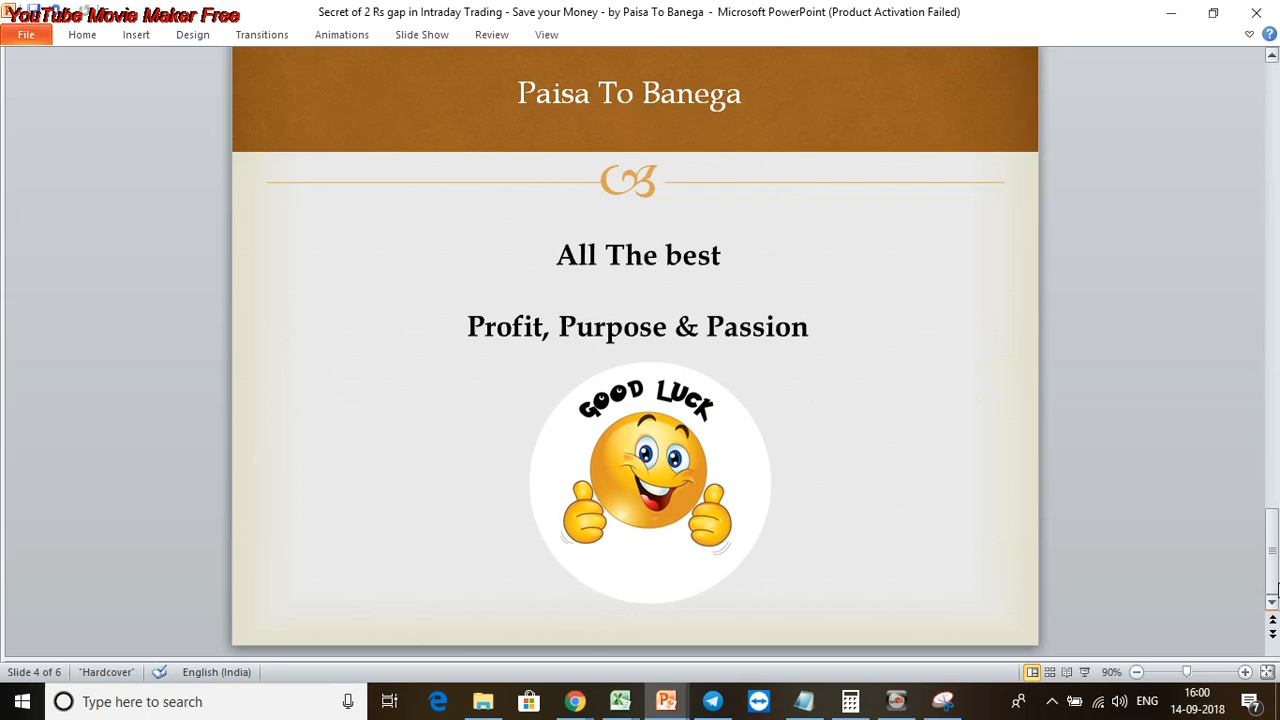 YouTube Movie Maker Free
Secret of 2 Rs gap in IntraDay Trading - Save your Money - by Paisa To Banega - Microsoft PowerPoint (Product Activation Failed)
File Home Insert Design Transitions Animations Slide Show Review View
Paisa To Banega
All The best
Profit, Purpose & Passion
GOOD LUCK
Slide 4 of 6 "Hardcover" English (India) 90%
Type here to search
ENG
16:00
14-09-2018
7